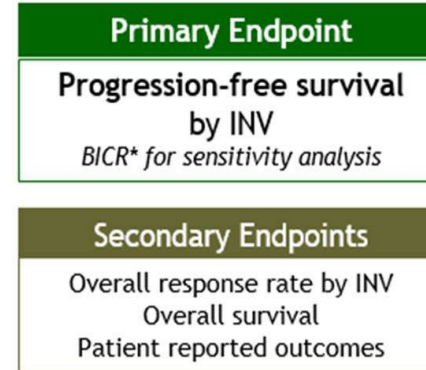 Primary Endpoint
Progression-free survival
by INV
BICR* for sensitivity analysis
Secondary Endpoints
Overall response rate by INV
Overall survival
Patient reported outcomes